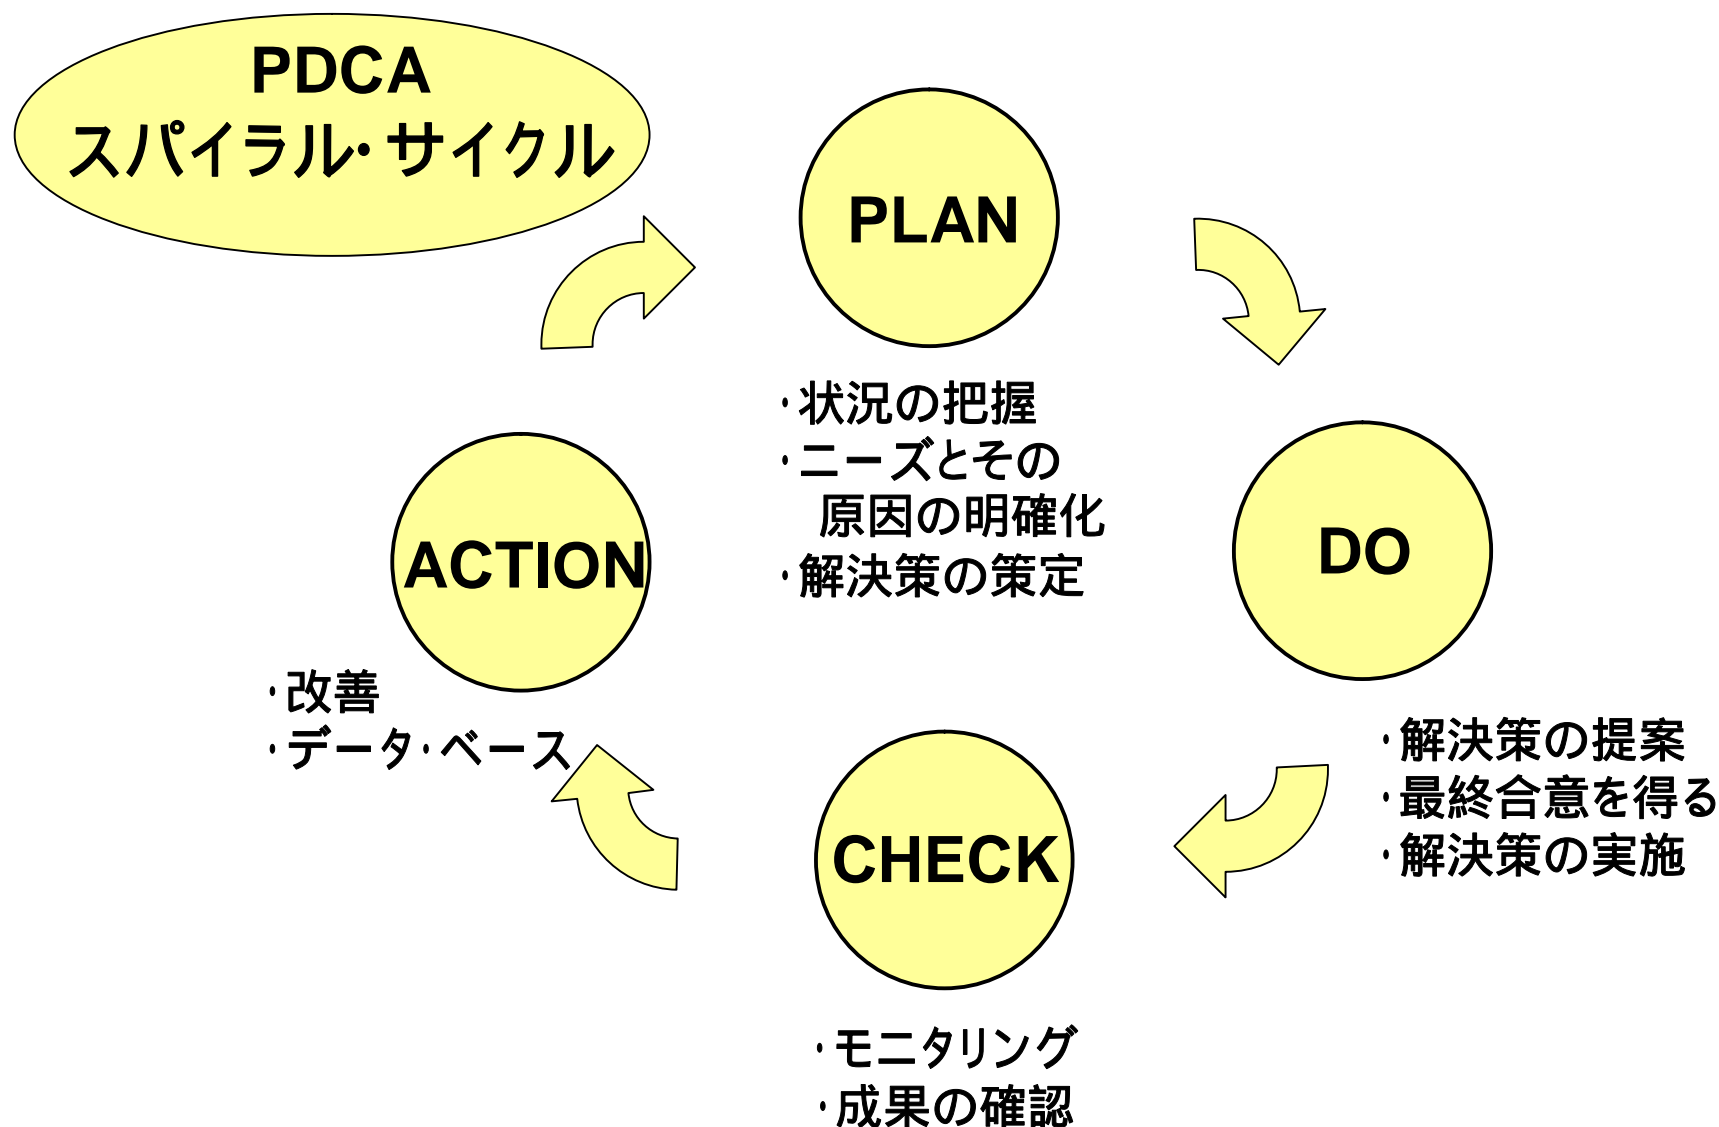 PDCA
スパイラル・サイクル
PLAN
・状況の把握
・ニーズとその
原因の明確化
・解決策の策定
DO
・解決策の提案
・最終合意を得る
・解決策の実施
CHECK
・モニタリング
・成果の確認
ACTION
・改善
・データ・ベース